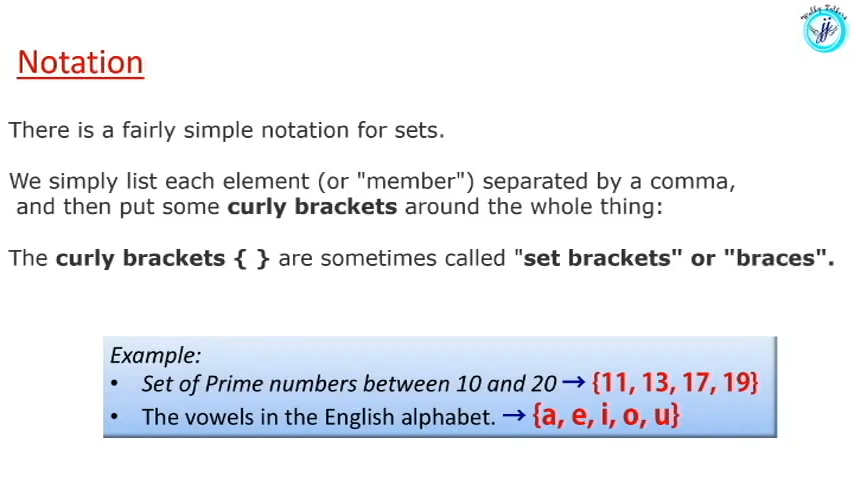 Notation
There is a fairly simple notation for sets.
We simply list each element (or "member") separated by a comma,
and then put some curly brackets around the whole thing:
The curly brackets { } are sometimes called "set brackets" or "braces".
Example:
• Set of Prime numbers between 10 and 20 → {11, 13, 17, 19}
• The vowels in the English alphabet. → {a, e, i, o, u}